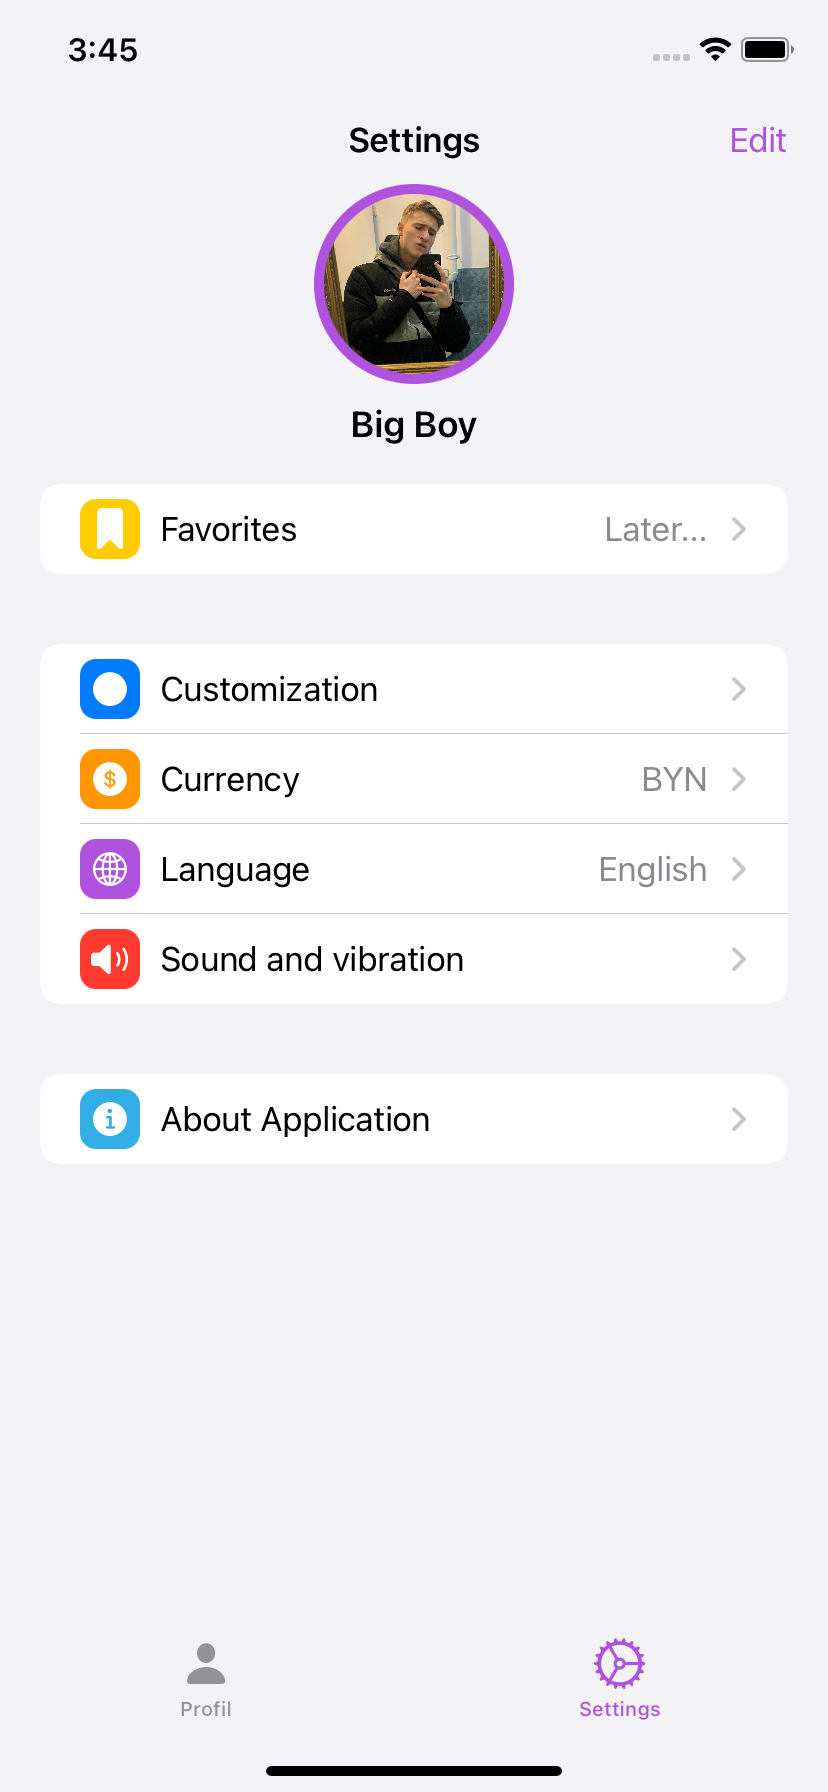 3:45
Settings
Edit
Big Boy
Favorites
Later...
Customization
$
Currency
BYN
Language
English
Sound and vibration
i
About Application
Profil
Settings